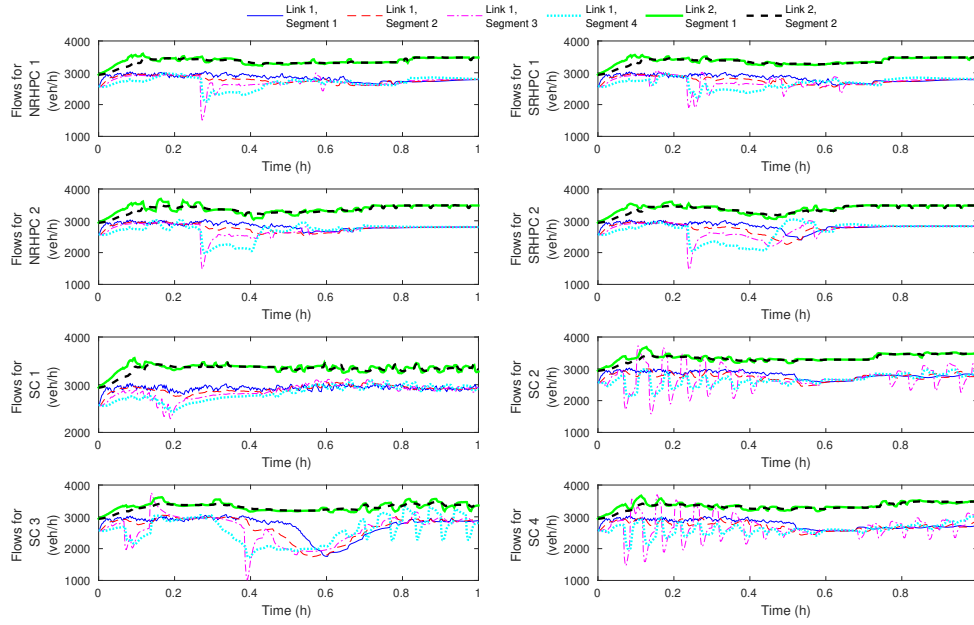 Link 1, Link 1, Link 1, Link 1, Link 2, Link 2,
Segment 1 Segment 2 Segment 3 Segment 4 Segment 1 Segment 2
Flows for
NRHPC 1
(veh/h)
4000
3000
2000
1000
0 0.2 0.4 0.6 0.8 1
Time (h)
Flows for
SRHPC 1
(veh/h)
4000
3000
2000
1000
0 0.2 0.4 0.6 0.8
Time (h)
Flows for
NRHPC 2
(veh/h)
4000
3000
2000
1000
0 0.2 0.4 0.6 0.8 1
Time (h)
Flows for
SRHPC 2
(veh/h)
4000
3000
2000
1000
0 0.2 0.4 0.6 0.8
Time (h)
Flows for
SC 1
(veh/h)
4000
3000
2000
0 0.2 0.4 0.6 0.8 1
Time (h)
Flows for
SC 2
(veh/h)
4000
3000
2000
1000
0 0.2 0.4 0.6 0.8
Time (h)
Flows for
SC 3
(veh/h)
4000
3000
2000
1000
0 0.2 0.4 0.6 0.8 1
Time (h)
Flows for
SC 4
(veh/h)
4000
3000
2000
1000
0 0.2 0.4 0.6 0.8
Time (h)